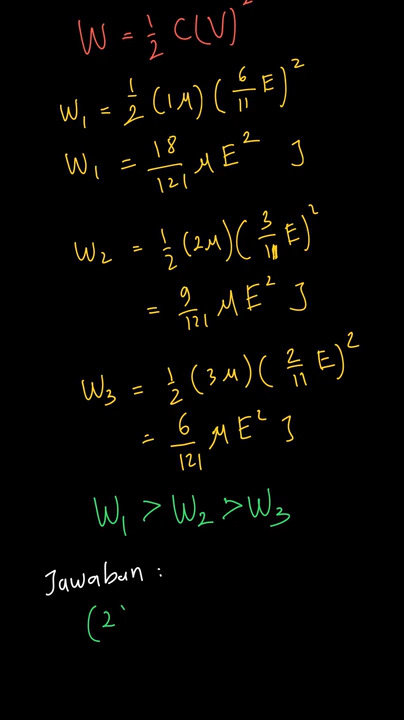 W = 1/2 C(V)²
W₁ = 1/2 (1μ) (6/11 E)²
W₁ = 18/121 μE² J
W₂ = 1/2 (2μ) (3/11 E)²
= 9/121 μE² J
W₃ = 1/2 (3μ) (2/11 E)²
= 6/121 μE² J
W₁ > W₂ > W₃
Jawaban :
(2